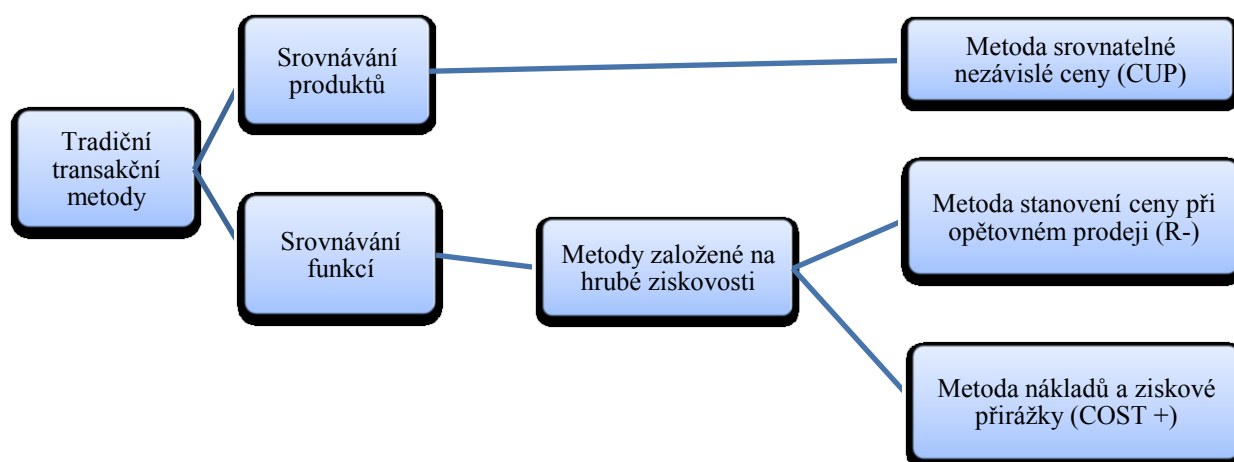 Tradiční
transakční
metody
Srovnávání
produktů
Srovnávání
funkcí
Metody založené na
hrubé ziskovosti
Metoda srovnatelné
nezávislé ceny (CUP)
Metoda stanovení ceny při
opětovném prodeji (R-)
Metoda nákladů a ziskové
přirážky (COST +)